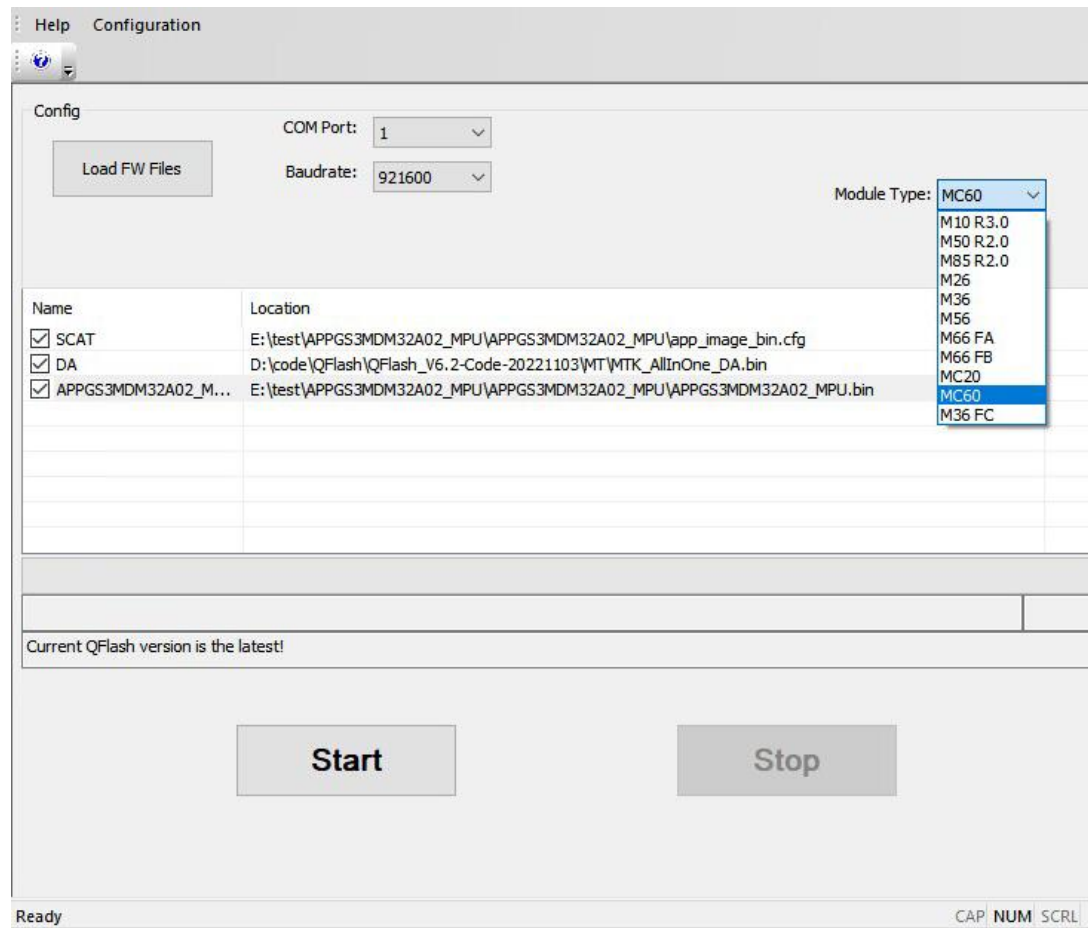 Help Configuration
Config
Load FW Files
COM Port: 1
Baudrate: 921600
Module Type: MC60
M10 R3.0
M50 R2.0
M85 R2.0
M26
M36
M56
M66 FA
M66 FB
MC20
MC60
M36 FC
Name Location
SCAT E:\test\APPGS3MDM32A02_MPU\APPGS3MDM32A02_MPU\app_image_bin.cfg
DA D:\code\QFlash\QFlash_V6.2-Code-20221103\MT\MTK_AllInOne_DA.bin
APPGS3MDM32A02_M... E:\test\APPGS3MDM32A02_MPU\APPGS3MDM32A02_MPU\APPGS3MDM32A02_MPU.bin
Current QFlash version is the latest!
Start Stop
Ready CAP NUM SCRL